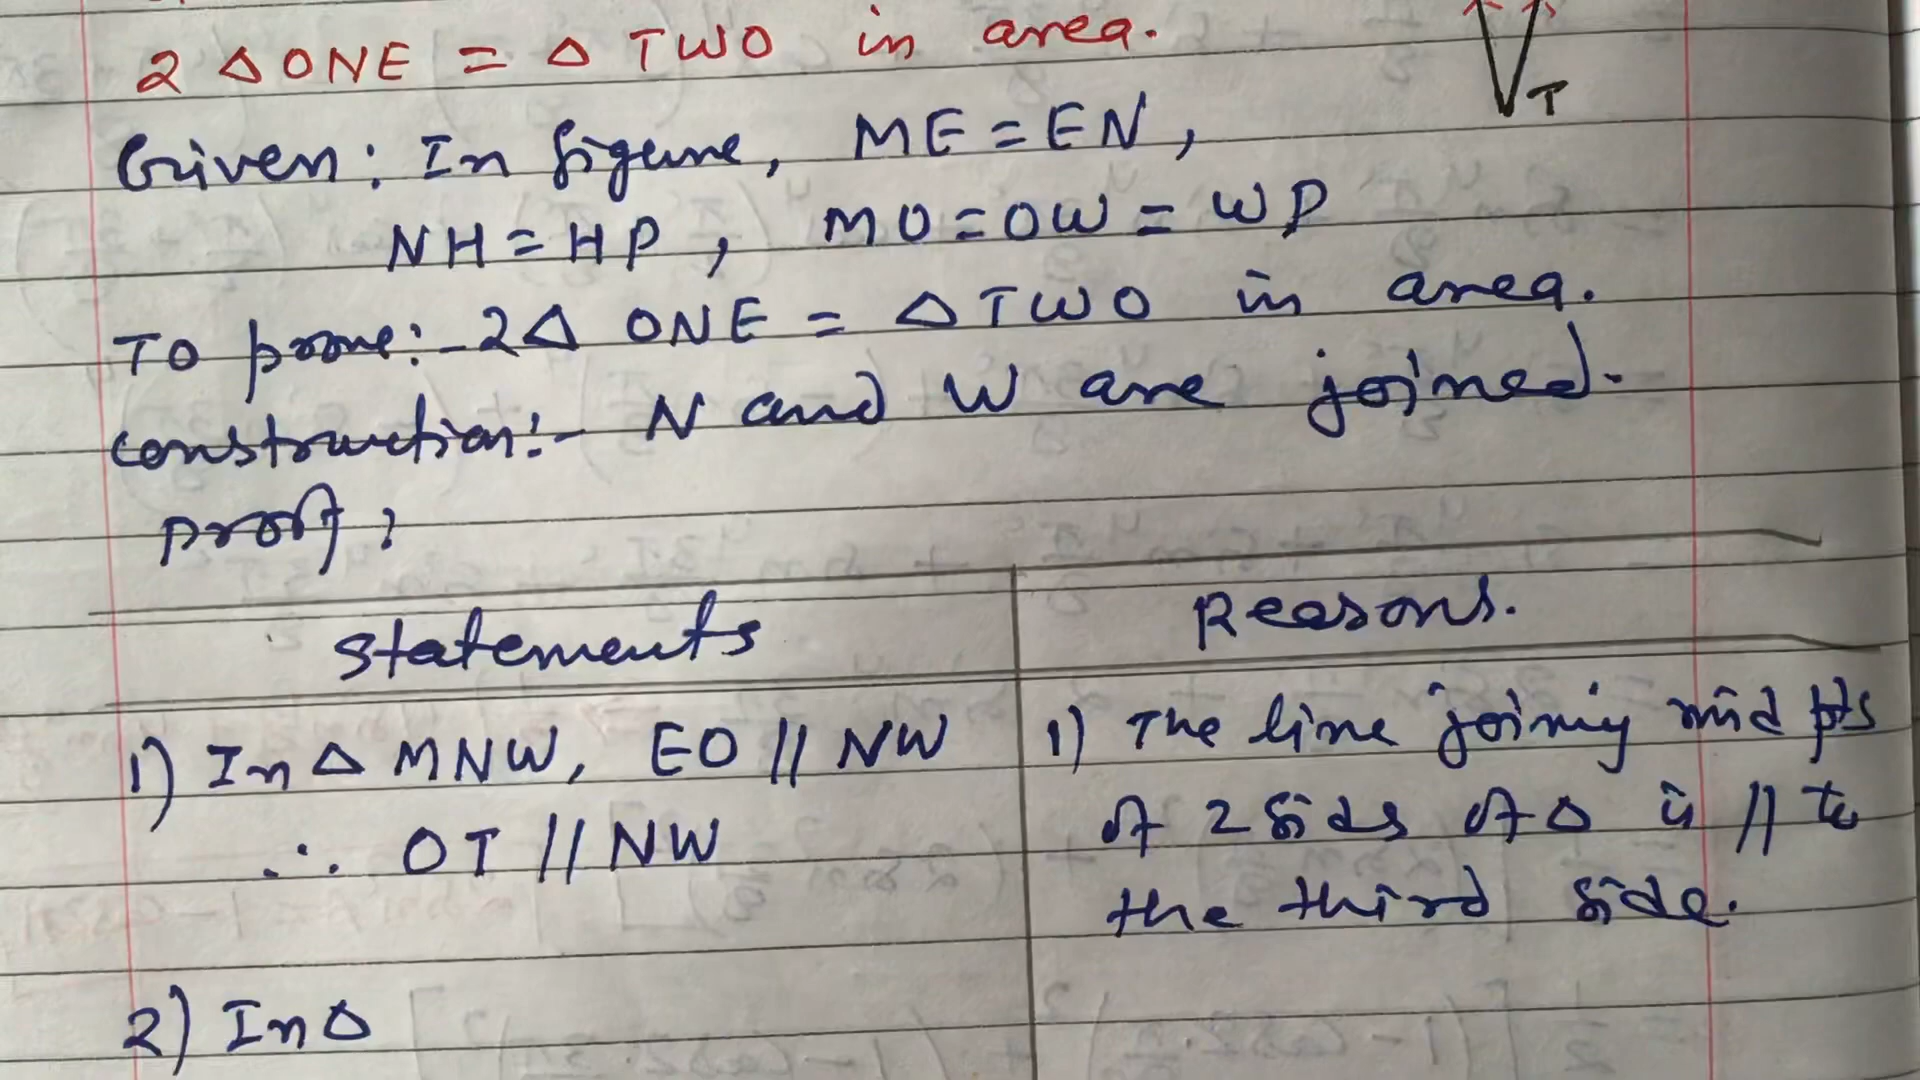 2 △ ONE = △ TWO in area.
T
Given: In figure, ME = EN,
NH = HP, MO = OW = WP
To prove:- 2△ ONE = △TWO in area.
construction:- N and W are joined.
proof:
Statements
Reasons.
1) In △ MNW, EO // NW
∴ OT // NW
1) The line joining mid pts
of 2 sides of △ is // to
the third side.
2) In △